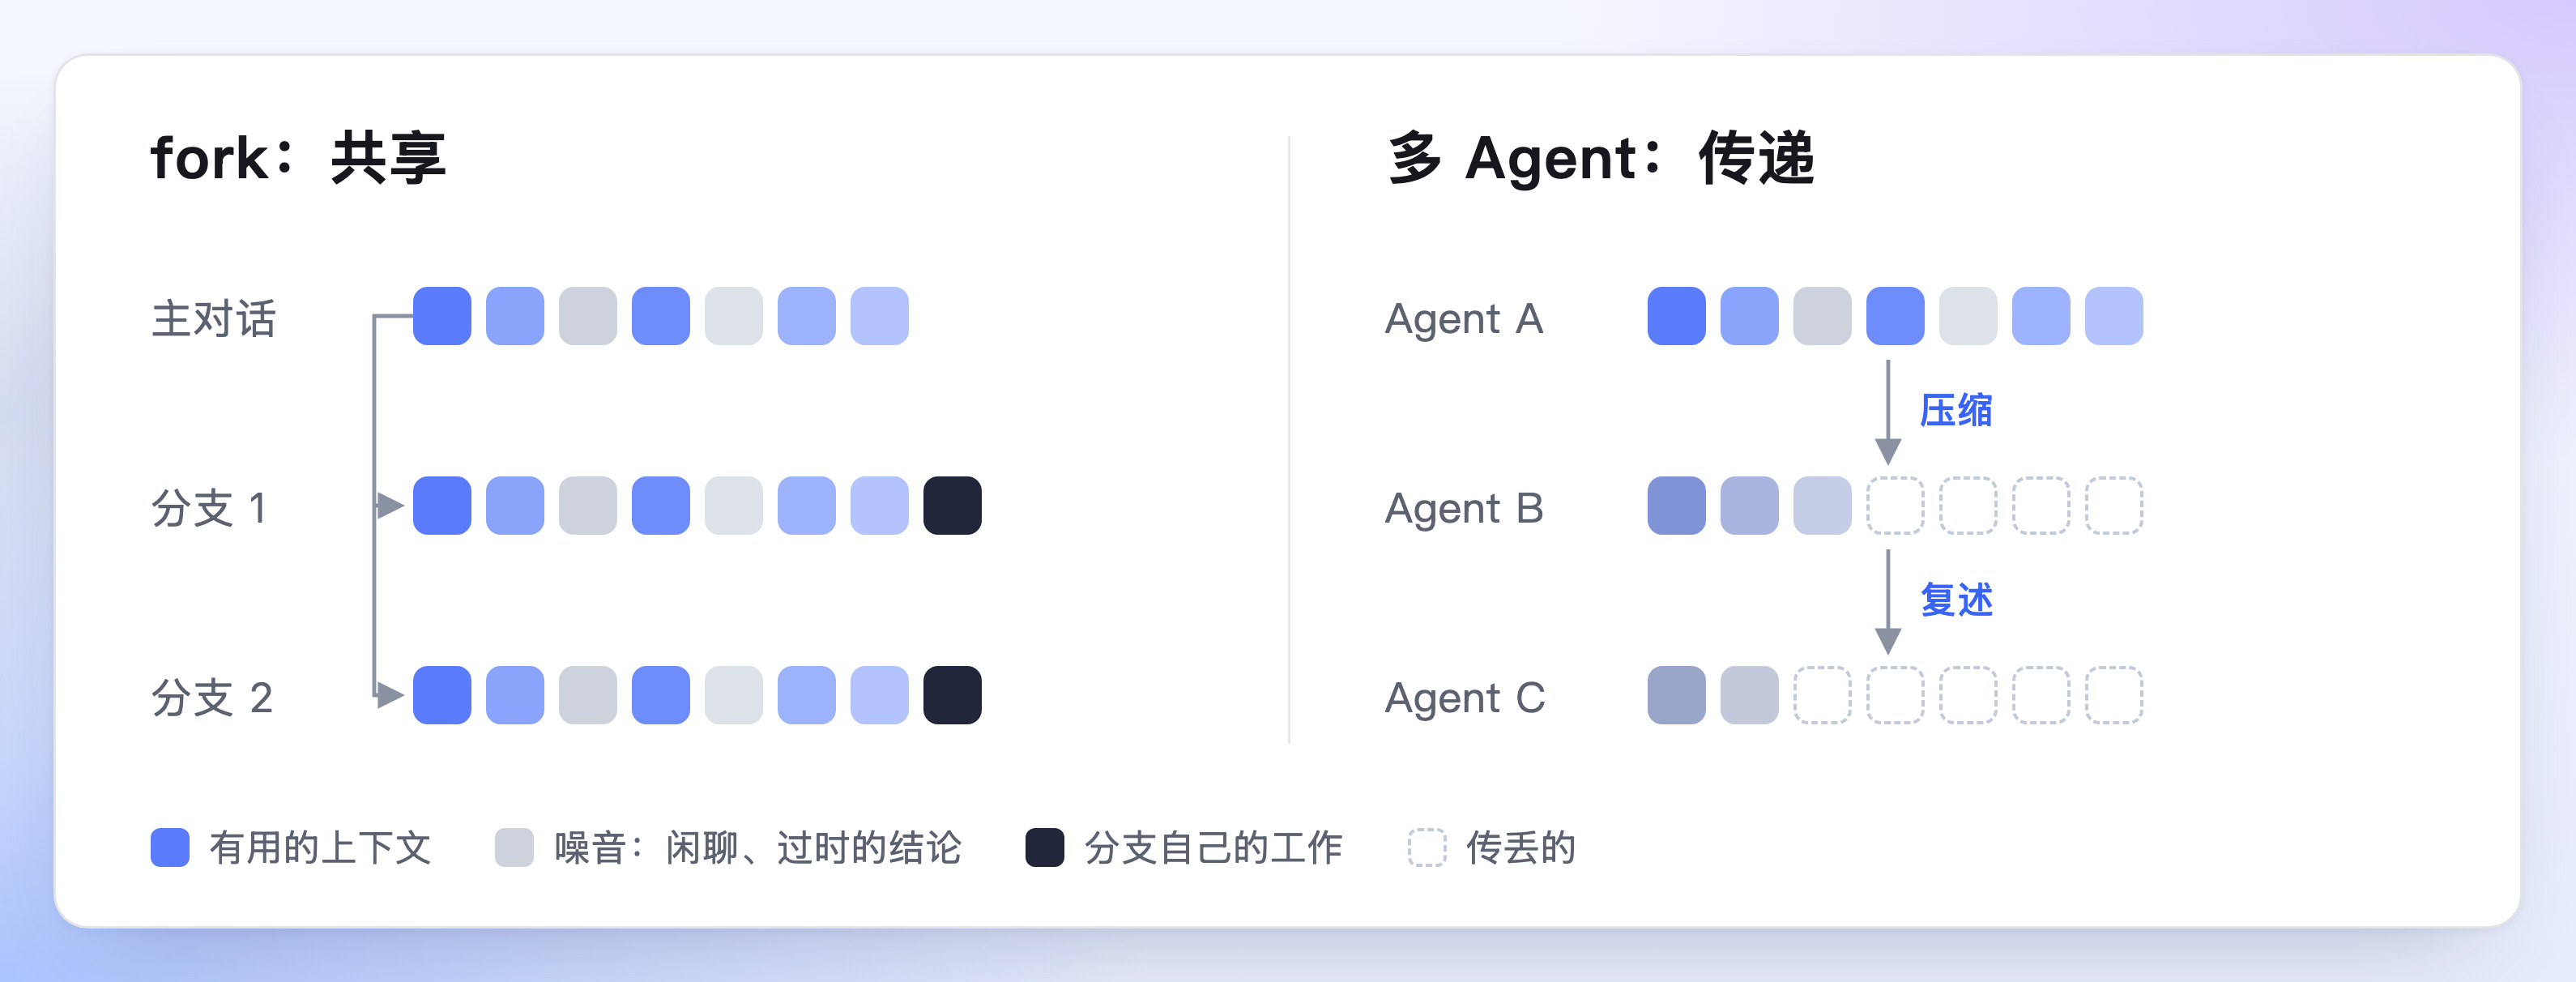 fork：共享
主对话
分支 1
分支 2
多 Agent：传递
Agent A
压缩
Agent B
复述
Agent C
有用的上下文
噪音：闲聊、过时的结论
分支自己的工作
传丢的